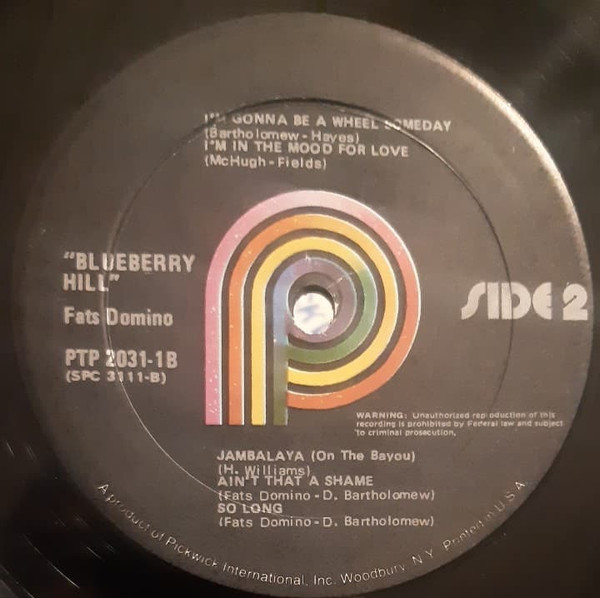 I'M GONNA BE A WHEEL SOMEDAY
(Bartholomew - Hayes)
I'M IN THE MOOD FOR LOVE
(McHugh - Fields)
"BLUEBERRY
HILL"
Fats Domino
PTP 2031-1B
(SPC 3111-B)
SIDE 2
WARNING: Unauthorized reproduction of this
recording is prohibited by Federal law and subject
to criminal prosecution.
JAMBALAYA (On The Bayou)
(H. Williams)
AIN'T THAT A SHAME
(Fats Domino - D. Bartholomew)
SO LONG
(Fats Domino - D. Bartholomew)
A product of Pickwick International, Inc. Woodbury, N.Y. Printed in U.S.A.